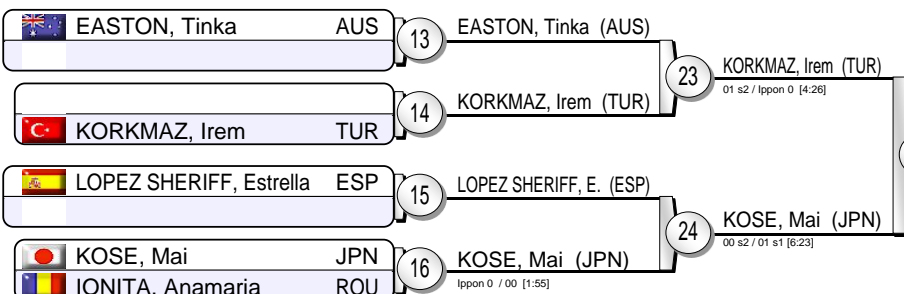 EASTON, Tinka AUS
13
EASTON, Tinka (AUS)
23
KORKMAZ, Irem (TUR)
01 s2 / Ippon 0 [4:26]
14
KORKMAZ, Irem (TUR)
KORKMAZ, Irem TUR
LOPEZ SHERIFF, Estrella ESP
15
LOPEZ SHERIFF, E. (ESP)
24
KOSE, Mai (JPN)
00 s2 / 01 s1 [6:23]
KOSE, Mai JPN
16
KOSE, Mai (JPN)
Ippon 0 / 00 [1:55]
IONITA, Anamaria ROU